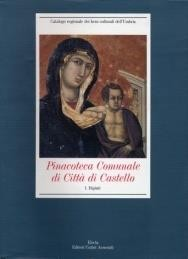 Catalogo regionale dei beni culturali dell'Umbria
Pinacoteca Comunale
di Città di Castello
1. Dipinti
Electa
Editori Umbri Associati